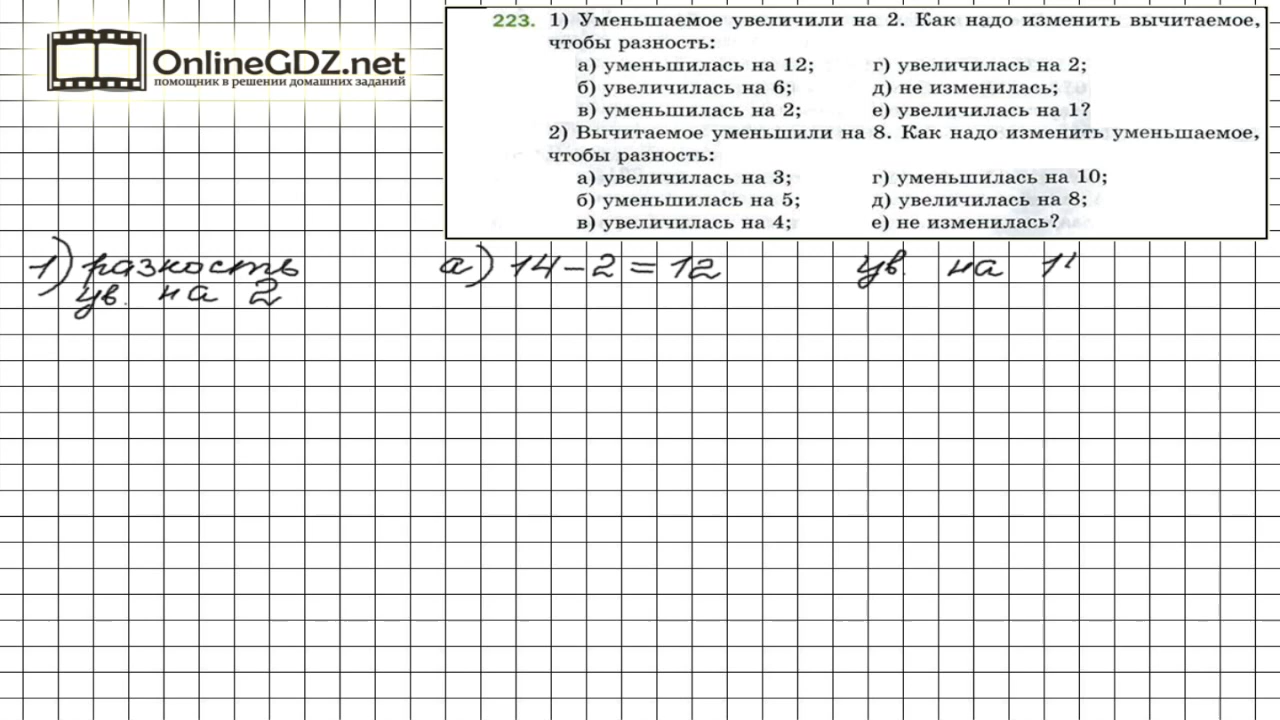 OnlineGDZ.net
помощник в решении домашних заданий
223. 1) Уменьшаемое увеличили на 2. Как надо изменить вычитаемое,
чтобы разность:
а) уменьшилась на 12; г) увеличилась на 2;
б) увеличилась на 6; д) не изменилась;
в) уменьшилась на 2; е) увеличилась на 1?
2) Вычитаемое уменьшили на 8. Как надо изменить уменьшаемое,
чтобы разность:
а) увеличилась на 3; г) уменьшилась на 10;
б) уменьшилась на 5; д) увеличилась на 8;
в) увеличилась на 4; е) не изменилась?
1) разность а) 14-2=12 ув. на
ув. на 2